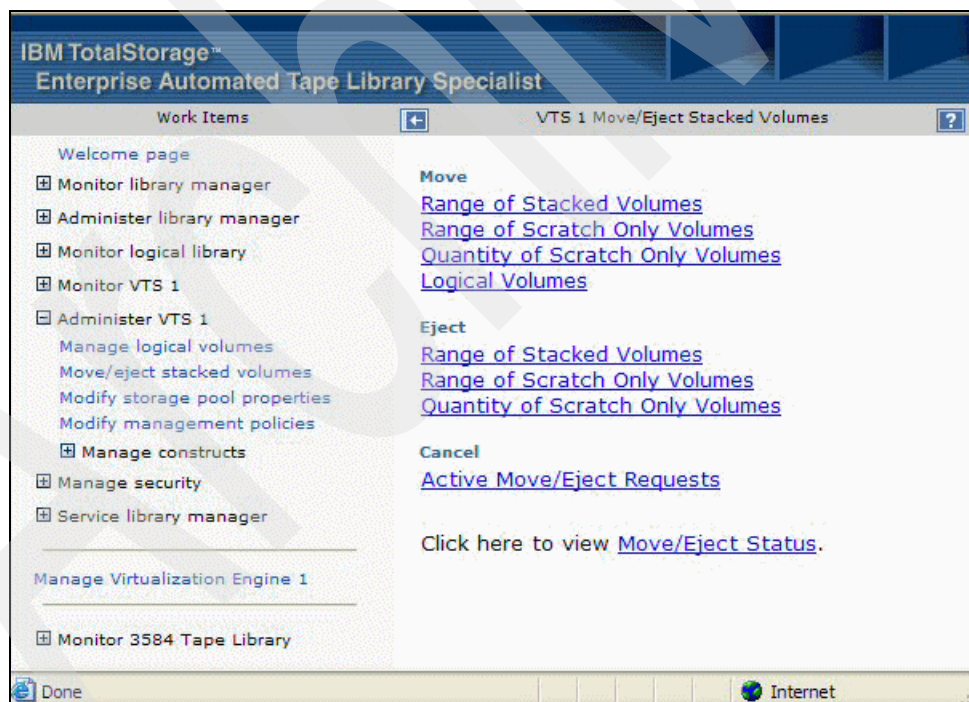 IBM TotalStorage™
Enterprise Automated Tape Library Specialist
Work Items
VTS 1 Move/Eject Stacked Volumes
?
Welcome page
Monitor library manager
Administer library manager
Monitor logical library
Monitor VTS 1
Administer VTS 1
Manage logical volumes
Move/eject stacked volumes
Modify storage pool properties
Modify management policies
Manage constructs
Manage security
Service library manager
Manage Virtualization Engine 1
Monitor 3584 Tape Library
Move
Range of Stacked Volumes
Range of Scratch Only Volumes
Quantity of Scratch Only Volumes
Logical Volumes
Eject
Range of Stacked Volumes
Range of Scratch Only Volumes
Quantity of Scratch Only Volumes
Cancel
Active Move/Eject Requests
Click here to view Move/Eject Status.
Done
Internet